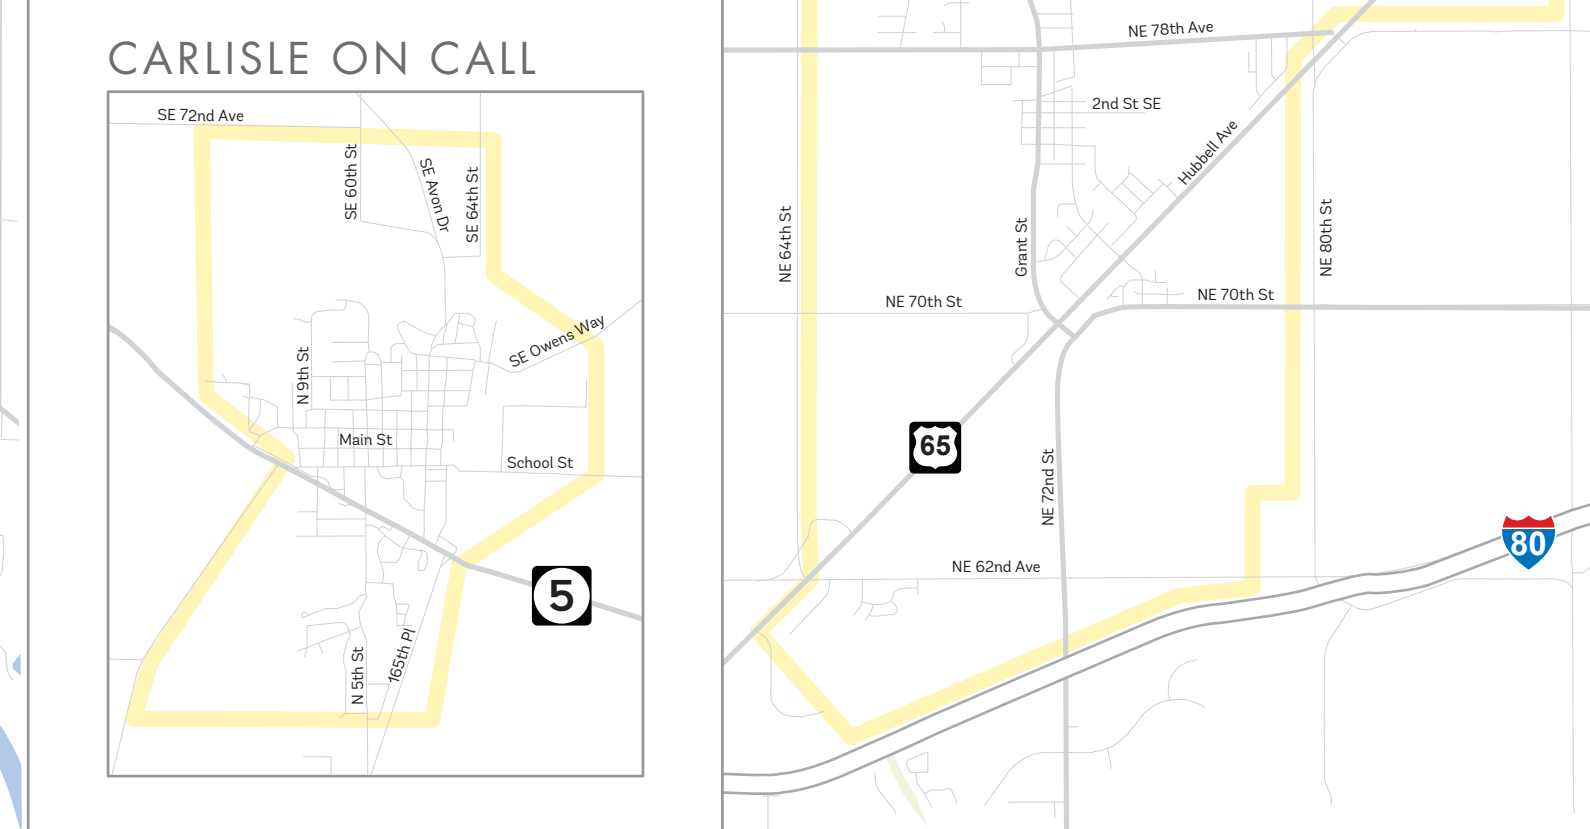 CARLISLE ON CALL
SE 72nd Ave
SE 60th St
SE Avon Dr
SE 64th St
SE Owens Way
N 9th St
Main St
School St
5
N 5th St
165th Pl
NE 78th Ave
2nd St SE
Hubbell Ave
NE 64th St
Grant St
NE 80th St
NE 70th St
NE 70th St
65
NE 72nd St
80
NE 62nd Ave